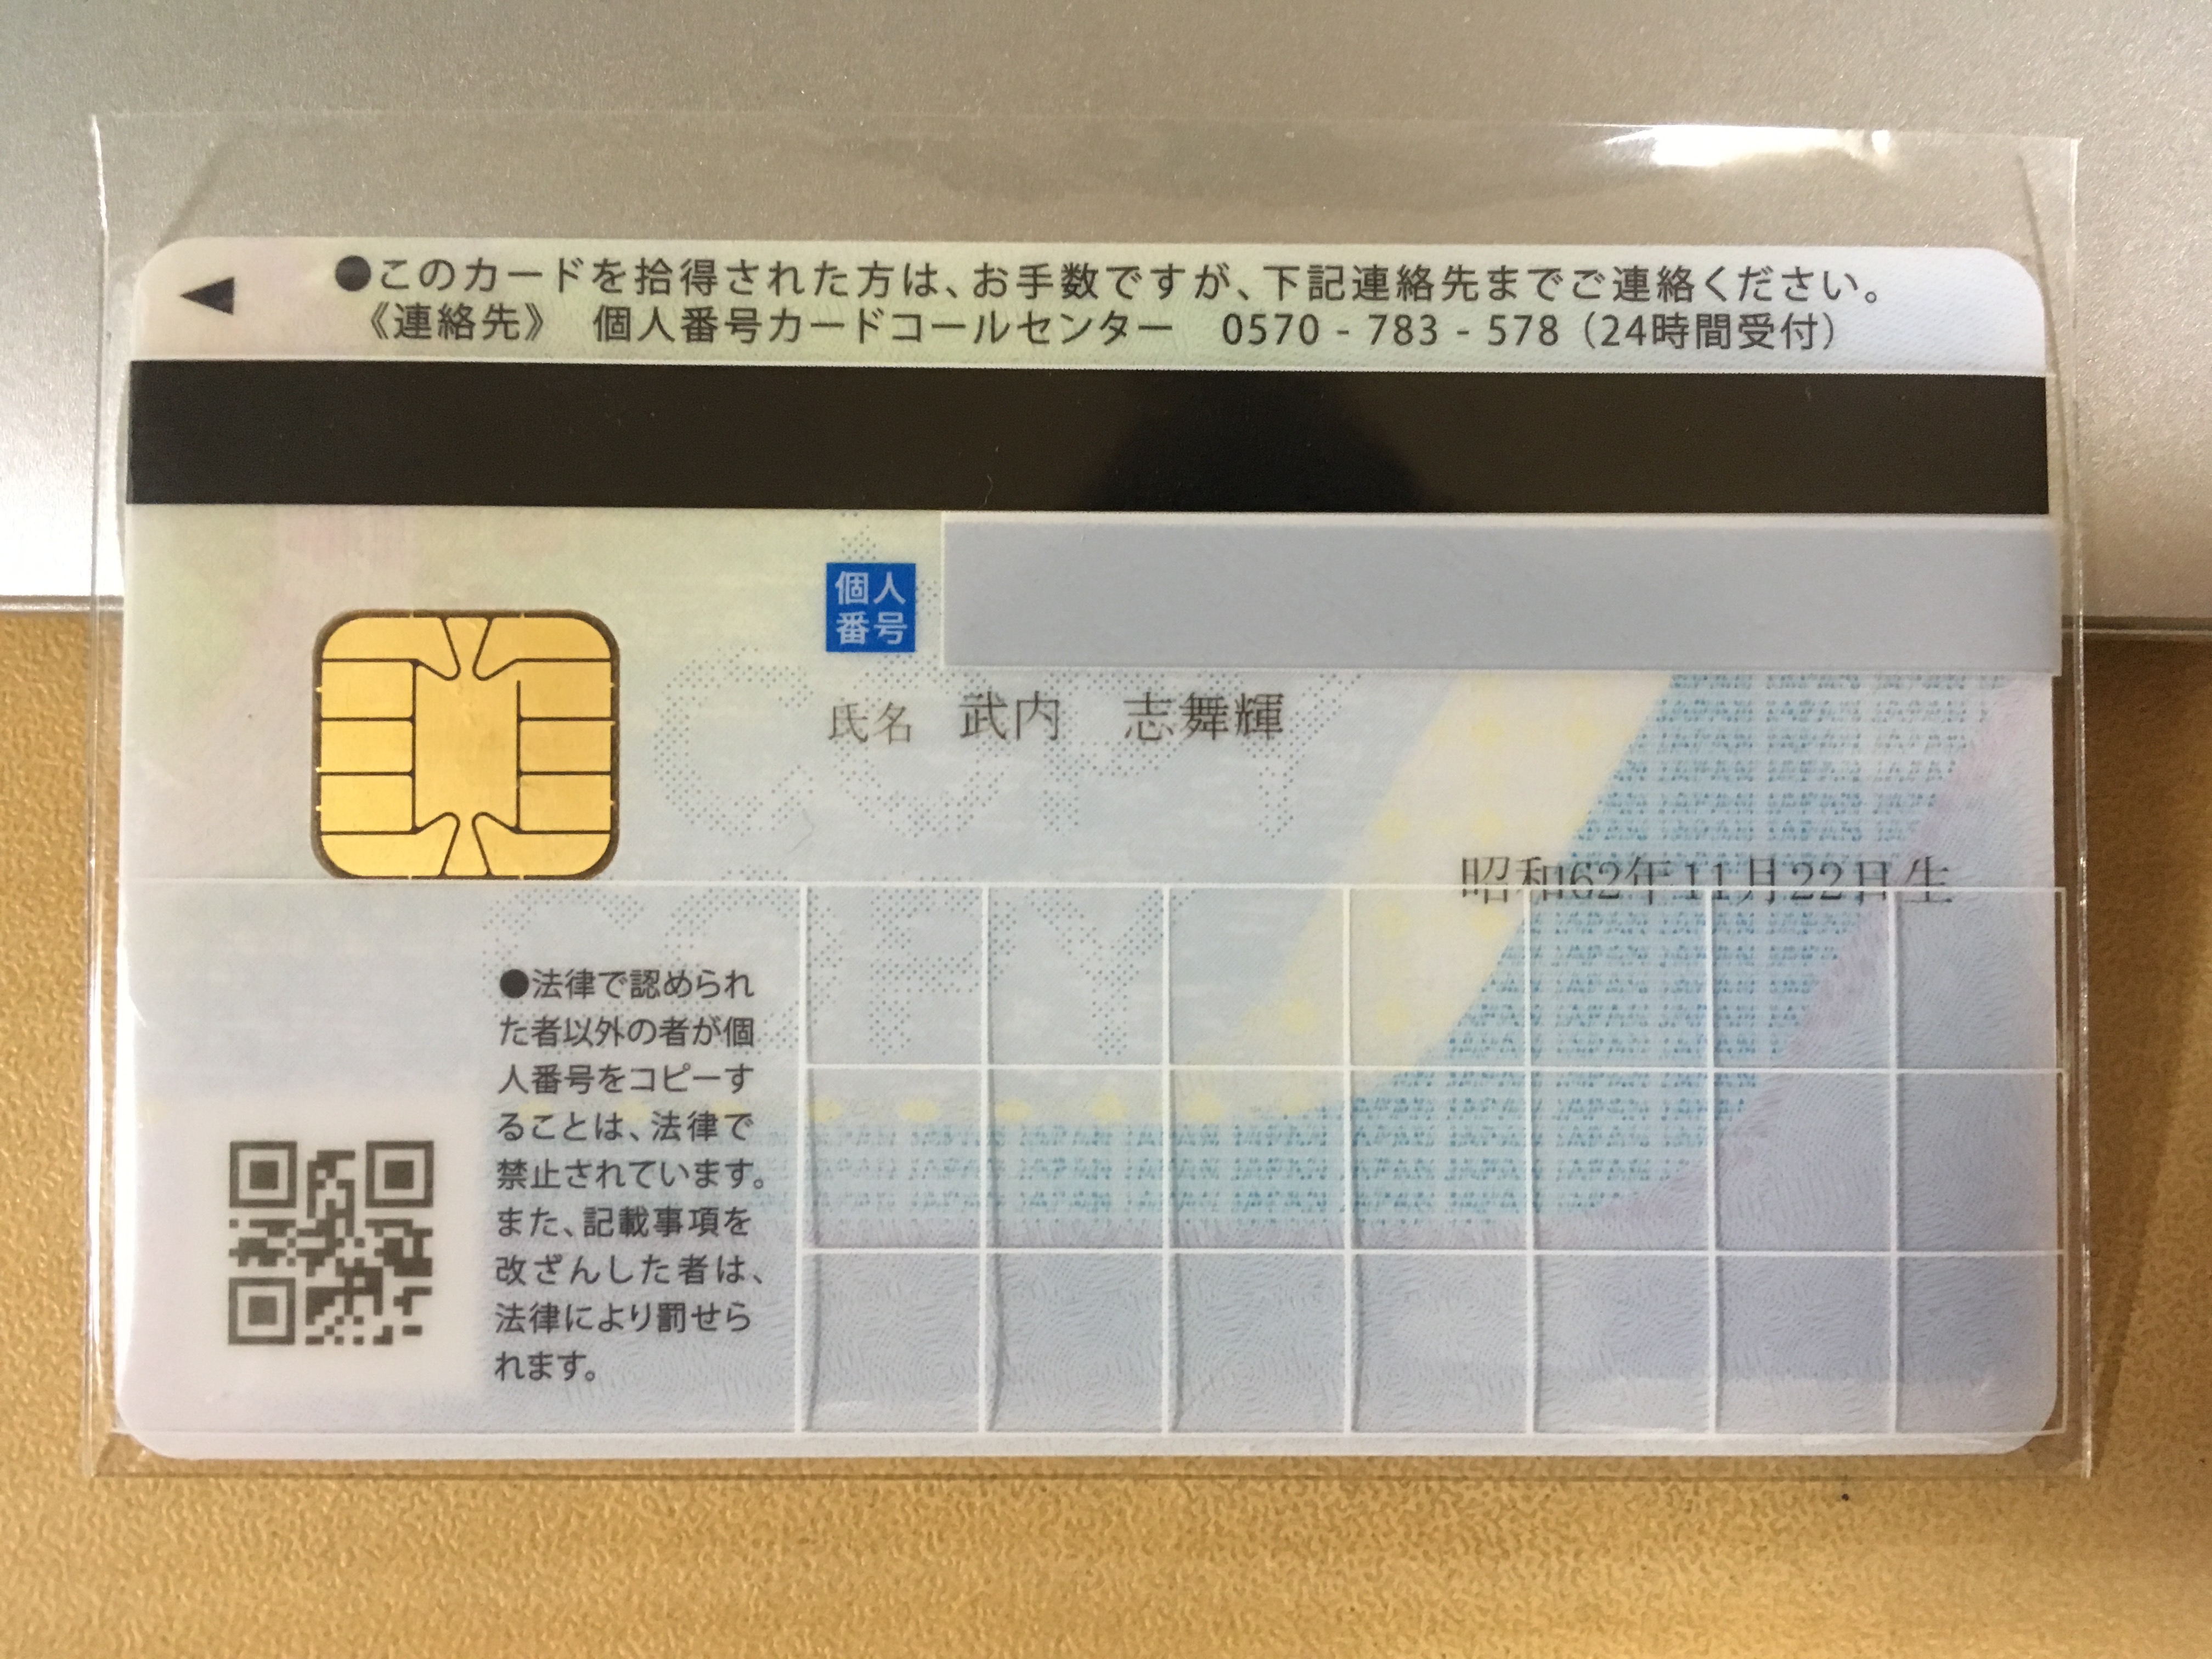 ●このカードを拾得された方は、お手数ですが、下記連絡先までご連絡ください。
《連絡先》 個人番号カードコールセンター 0570 - 783 - 578（24時間受付）
個人
番号
氏名 武内 志舞輝
COPY
昭和62年11月22日生
COPY
●法律で認められ
た者以外の者が個
人番号をコピーす
ることは、法律で
禁止されています。
また、記載事項を
改ざんした者は、
法律により罰せら
れます。